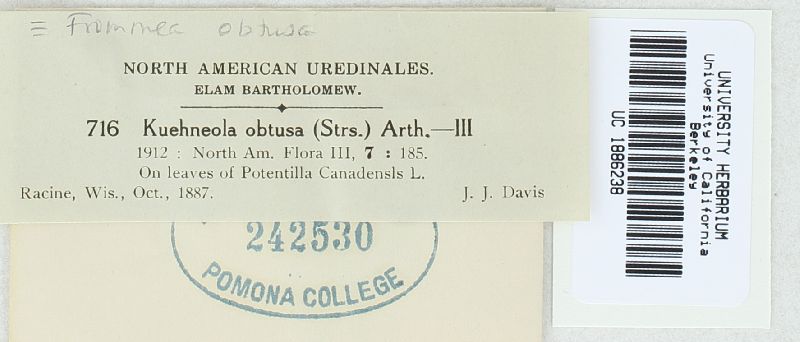 ≡ Frommea obtusa
NORTH AMERICAN UREDINALES.
ELAM BARTHOLOMEW.
716 Kuehneola obtusa (Strs.) Arth.—III
1912 : North Am. Flora III, 7 : 185.
On leaves of Potentilla Canadensls L.
Racine, Wis., Oct., 1887. J. J. Davis
242530
POMONA COLLEGE
UNIVERSITY HERBARIUM
University of California
Berkeley
UC 1886238